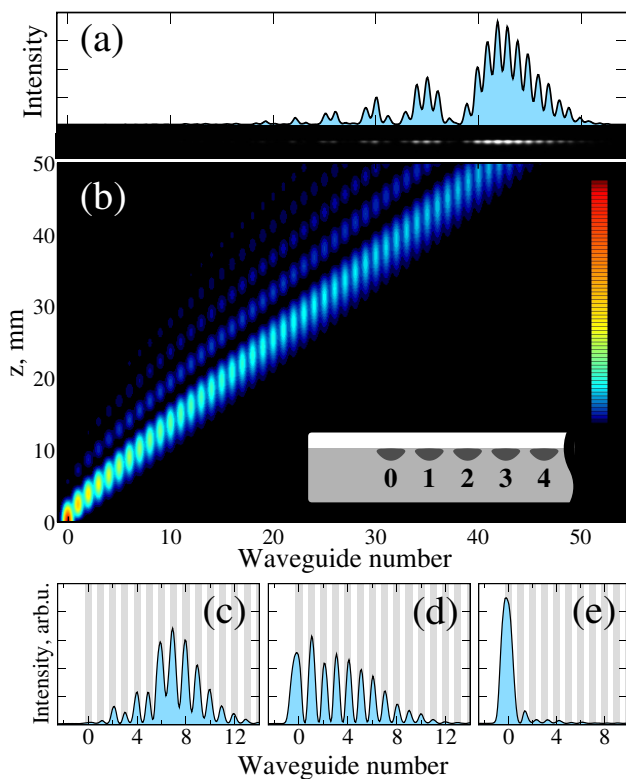 (a)
Intensity
50
(b)
40
30
20
10
0
z, mm
0 1 2 3 4
0 10 20 30 40 50
Waveguide number
(c) (d) (e)
Intensity, arb.u.
0 4 8 12 0 4 8 12 0 4 8 12
Waveguide number